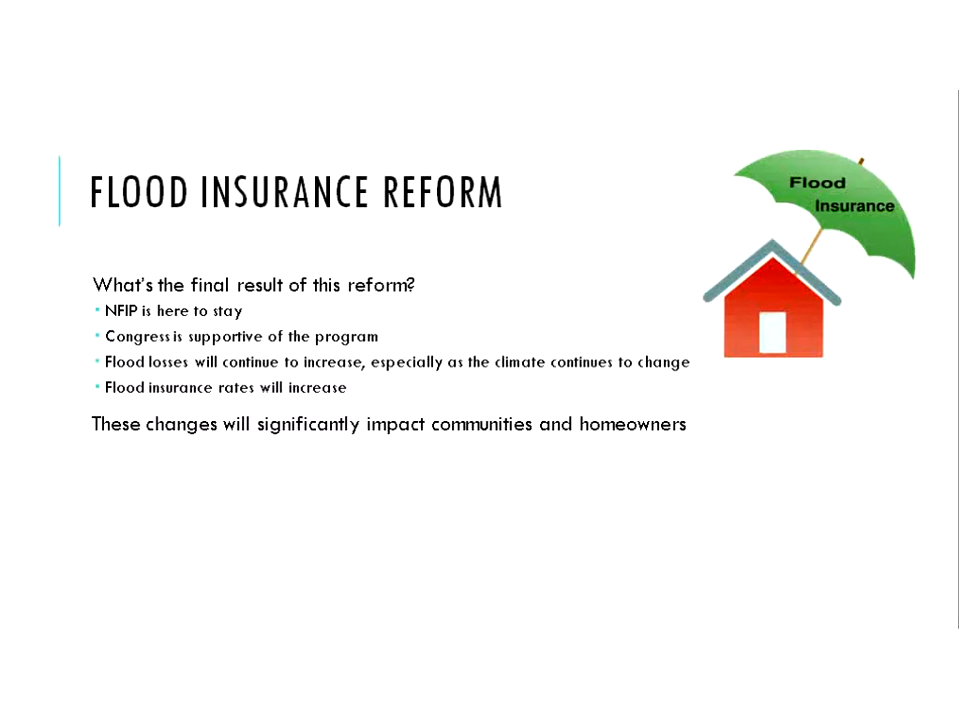 FLOOD INSURANCE REFORM
Flood
Insurance
What's the final result of this reform?
• NFIP is here to stay
• Congress is supportive of the program
• Flood losses will continue to increase, especially as the climate continues to change
• Flood insurance rates will increase
These changes will significantly impact communities and homeowners